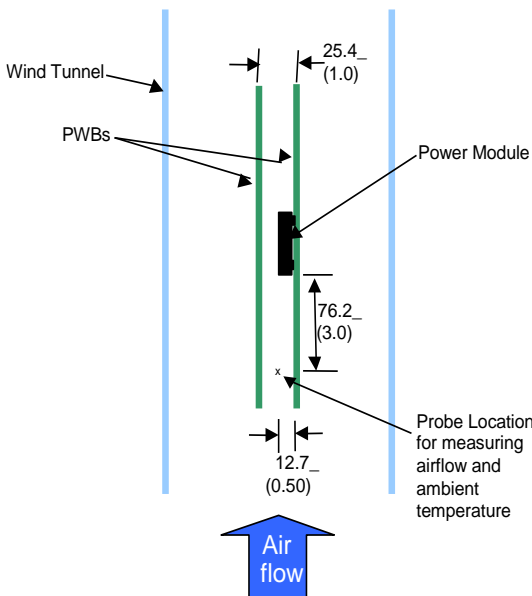 25.4_
(1.0)
Wind Tunnel
PWBs
Power Module
76.2_
(3.0)
x
Probe Location
for measuring
airflow and
ambient
temperature
12.7_
(0.50)
Air
flow